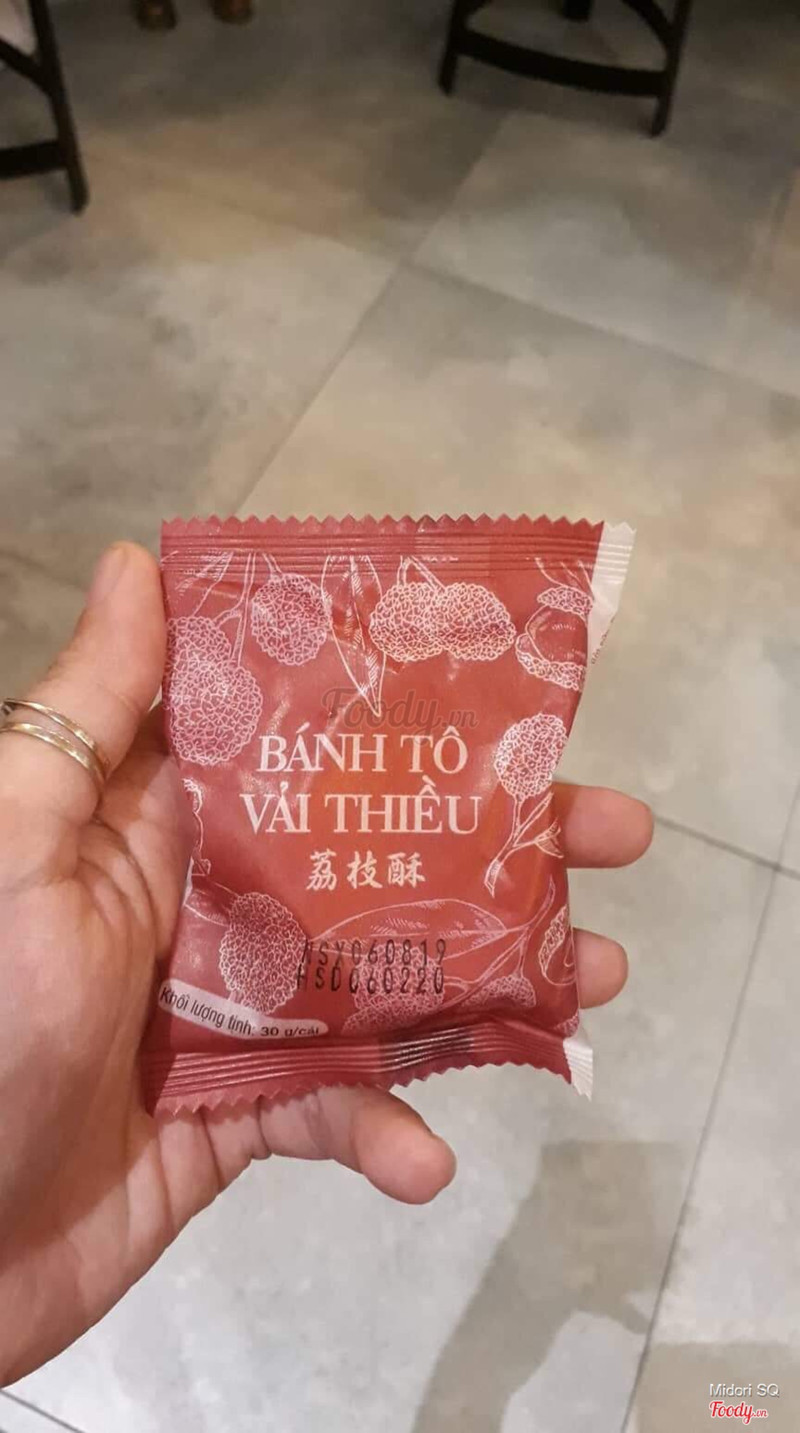 Foody.vn
BÁNH TÔ
VẢI THIỀU
荔枝酥
NSX060819
HSD060220
Khối lượng tịnh: 30 g/cái
Midori SQ
Foody.vn